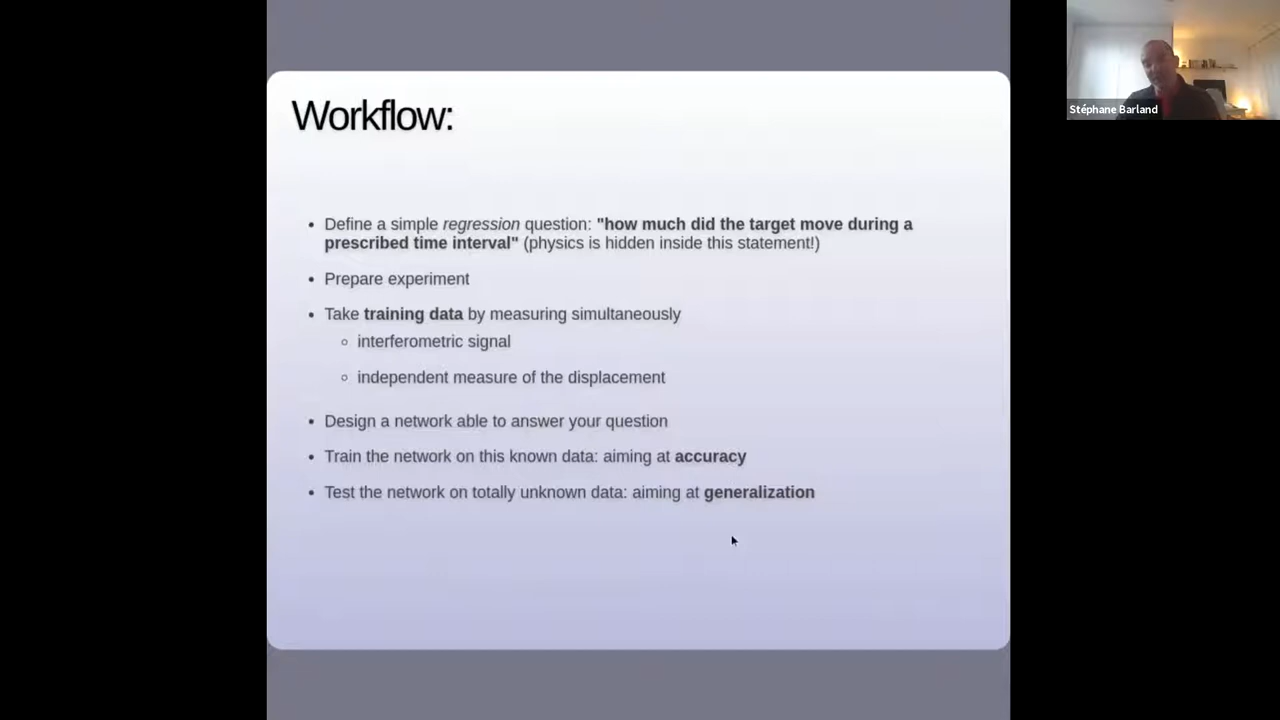 Workflow:
Stéphane Barland
• Define a simple regression question: "how much did the target move during a
prescribed time interval" (physics is hidden inside this statement!)
• Prepare experiment
• Take training data by measuring simultaneously
◦ interferometric signal
◦ independent measure of the displacement
• Design a network able to answer your question
• Train the network on this known data: aiming at accuracy
• Test the network on totally unknown data: aiming at generalization